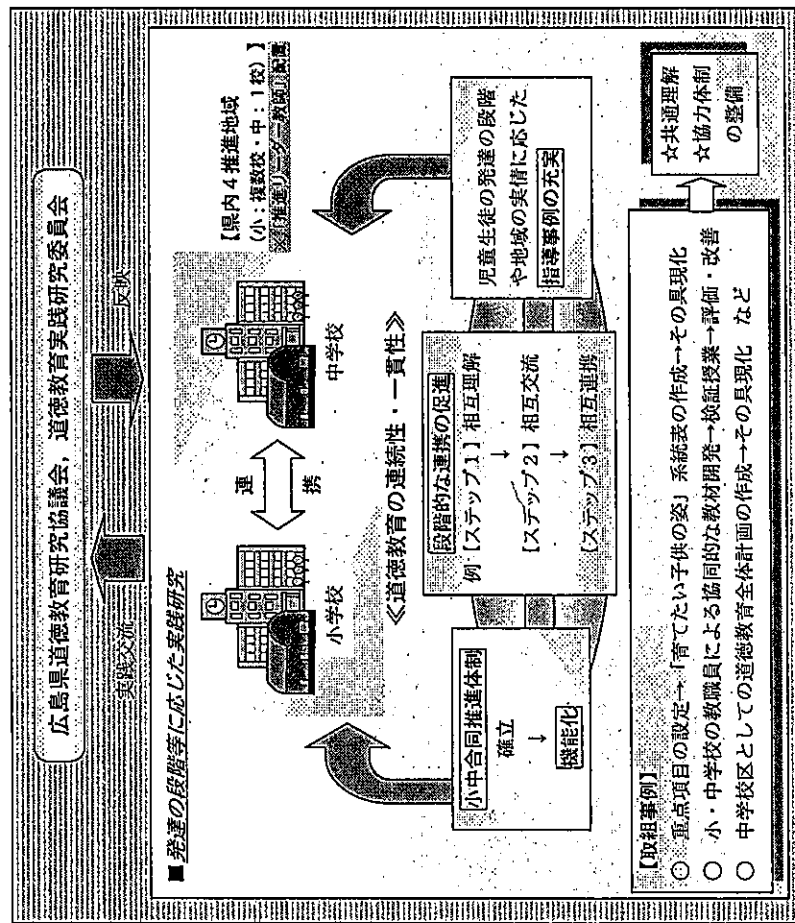 広島県道徳教育研究協議会，道徳教育実践研究委員会
実践交流
反映
■発達の段階等に応じた実践研究
小学校
連
携
中学校
【県内4推進地域
（小：複数校・中：1校）】
※「推進リーダー教師」配置
≪道徳教育の連続性・一貫性≫
小中合同推進体制
確立
↓
機能化
段階的な連携の促進
例【ステップ1】相互理解
↓
【ステップ2】相互交流
↓
【ステップ3】相互連携
児童生徒の発達の段階
や地域の実情に応じた
指導事例の充実
【取組事例】
○ 重点項目の設定→「育てたい子供の姿」系統表の作成→その具現化
○ 小・中学校の教職員による協同的な教材開発→検証授業→評価・改善
○ 中学校区としての道徳教育全体計画の作成→その具現化 など
☆共通理解
☆協力体制
の整備